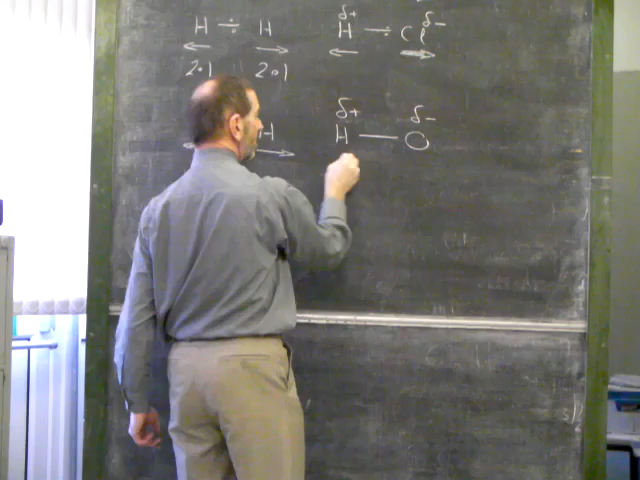 H ÷ H
δ+ δ−
H ÷ Cl
2.1 2.1
δ+ δ−
H H — O